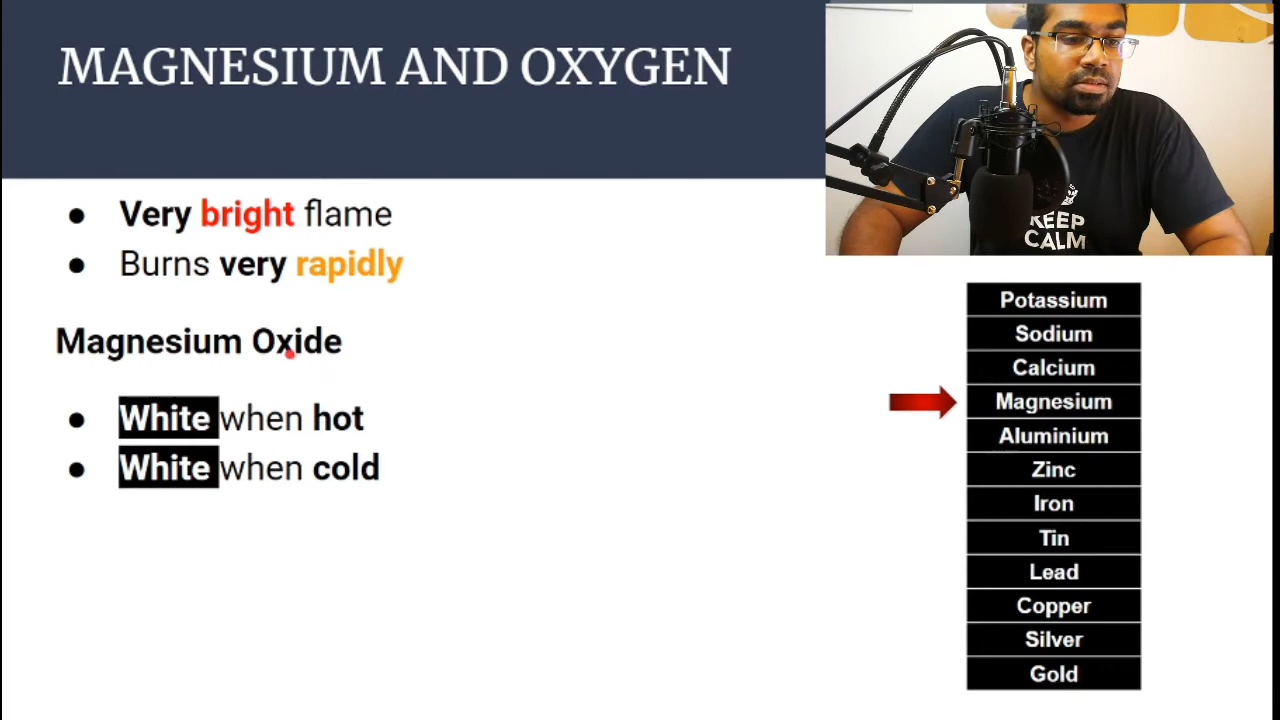 MAGNESIUM AND OXYGEN
● Very bright flame
● Burns very rapidly
Magnesium Oxide
● White when hot
● White when cold
KEEP
CALM
Potassium
Sodium
Calcium
Magnesium
Aluminium
Zinc
Iron
Tin
Lead
Copper
Silver
Gold